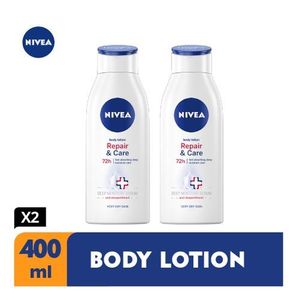 NIVEA
NIVEA
body lotion
Repair
& Care
72h
DEEP MOISTURE SERUM
VERY DRY SKIN
NIVEA
body lotion
Repair
& Care
72h
DEEP MOISTURE SERUM
VERY DRY SKIN
X2
400
ml
BODY LOTION